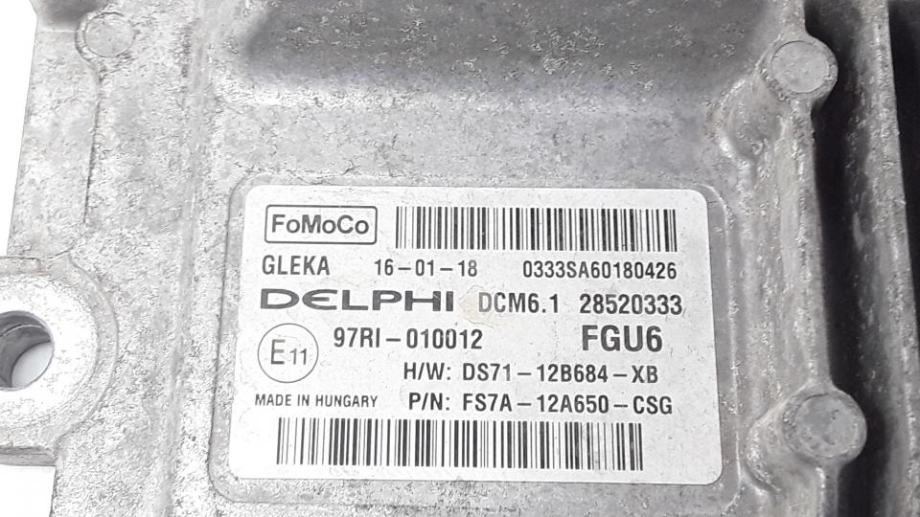 FoMoCo
GLEKA 16-01-18 0333SA60180426
DELPHI DCM6.1 28520333
E11 97RI-010012 FGU6
H/W: DS71-12B684-XB
MADE IN HUNGARY P/N: FS7A-12A650-CSG